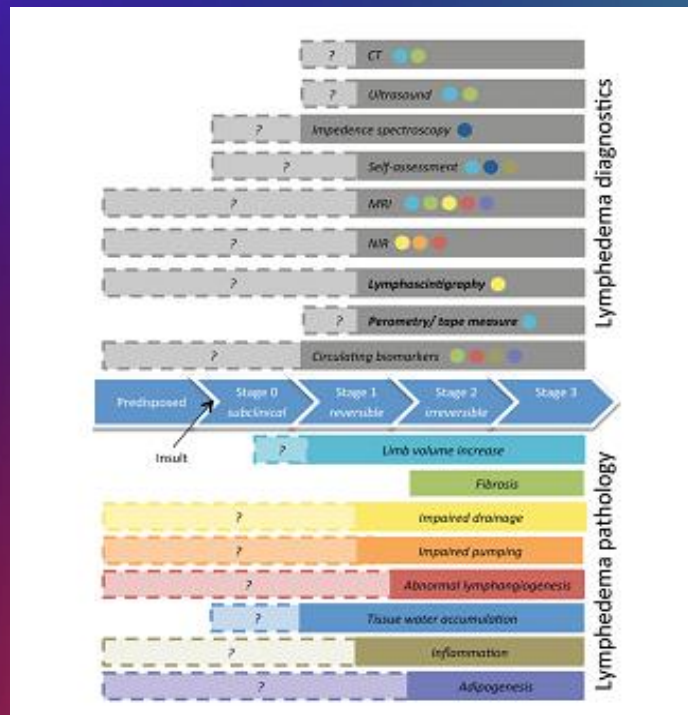 ? CT
? Ultrasound
? Impedence spectroscopy
? Self-assessment
? MRI
? NIR
? Lymphoscintigraphy
? Perometry/ tape measure
? Circulating biomarkers
Lymphedema diagnostics
Predisposed
Stage 0
subclinical
Stage 1
reversible
Stage 2
irreversible
Stage 3
Insult
? Limb volume increase
Fibrosis
? Impaired drainage
? Impaired pumping
? Abnormal lymphangiogenesis
? Tissue water accumulation
? Inflammation
? Adipogenesis
Lymphedema pathology